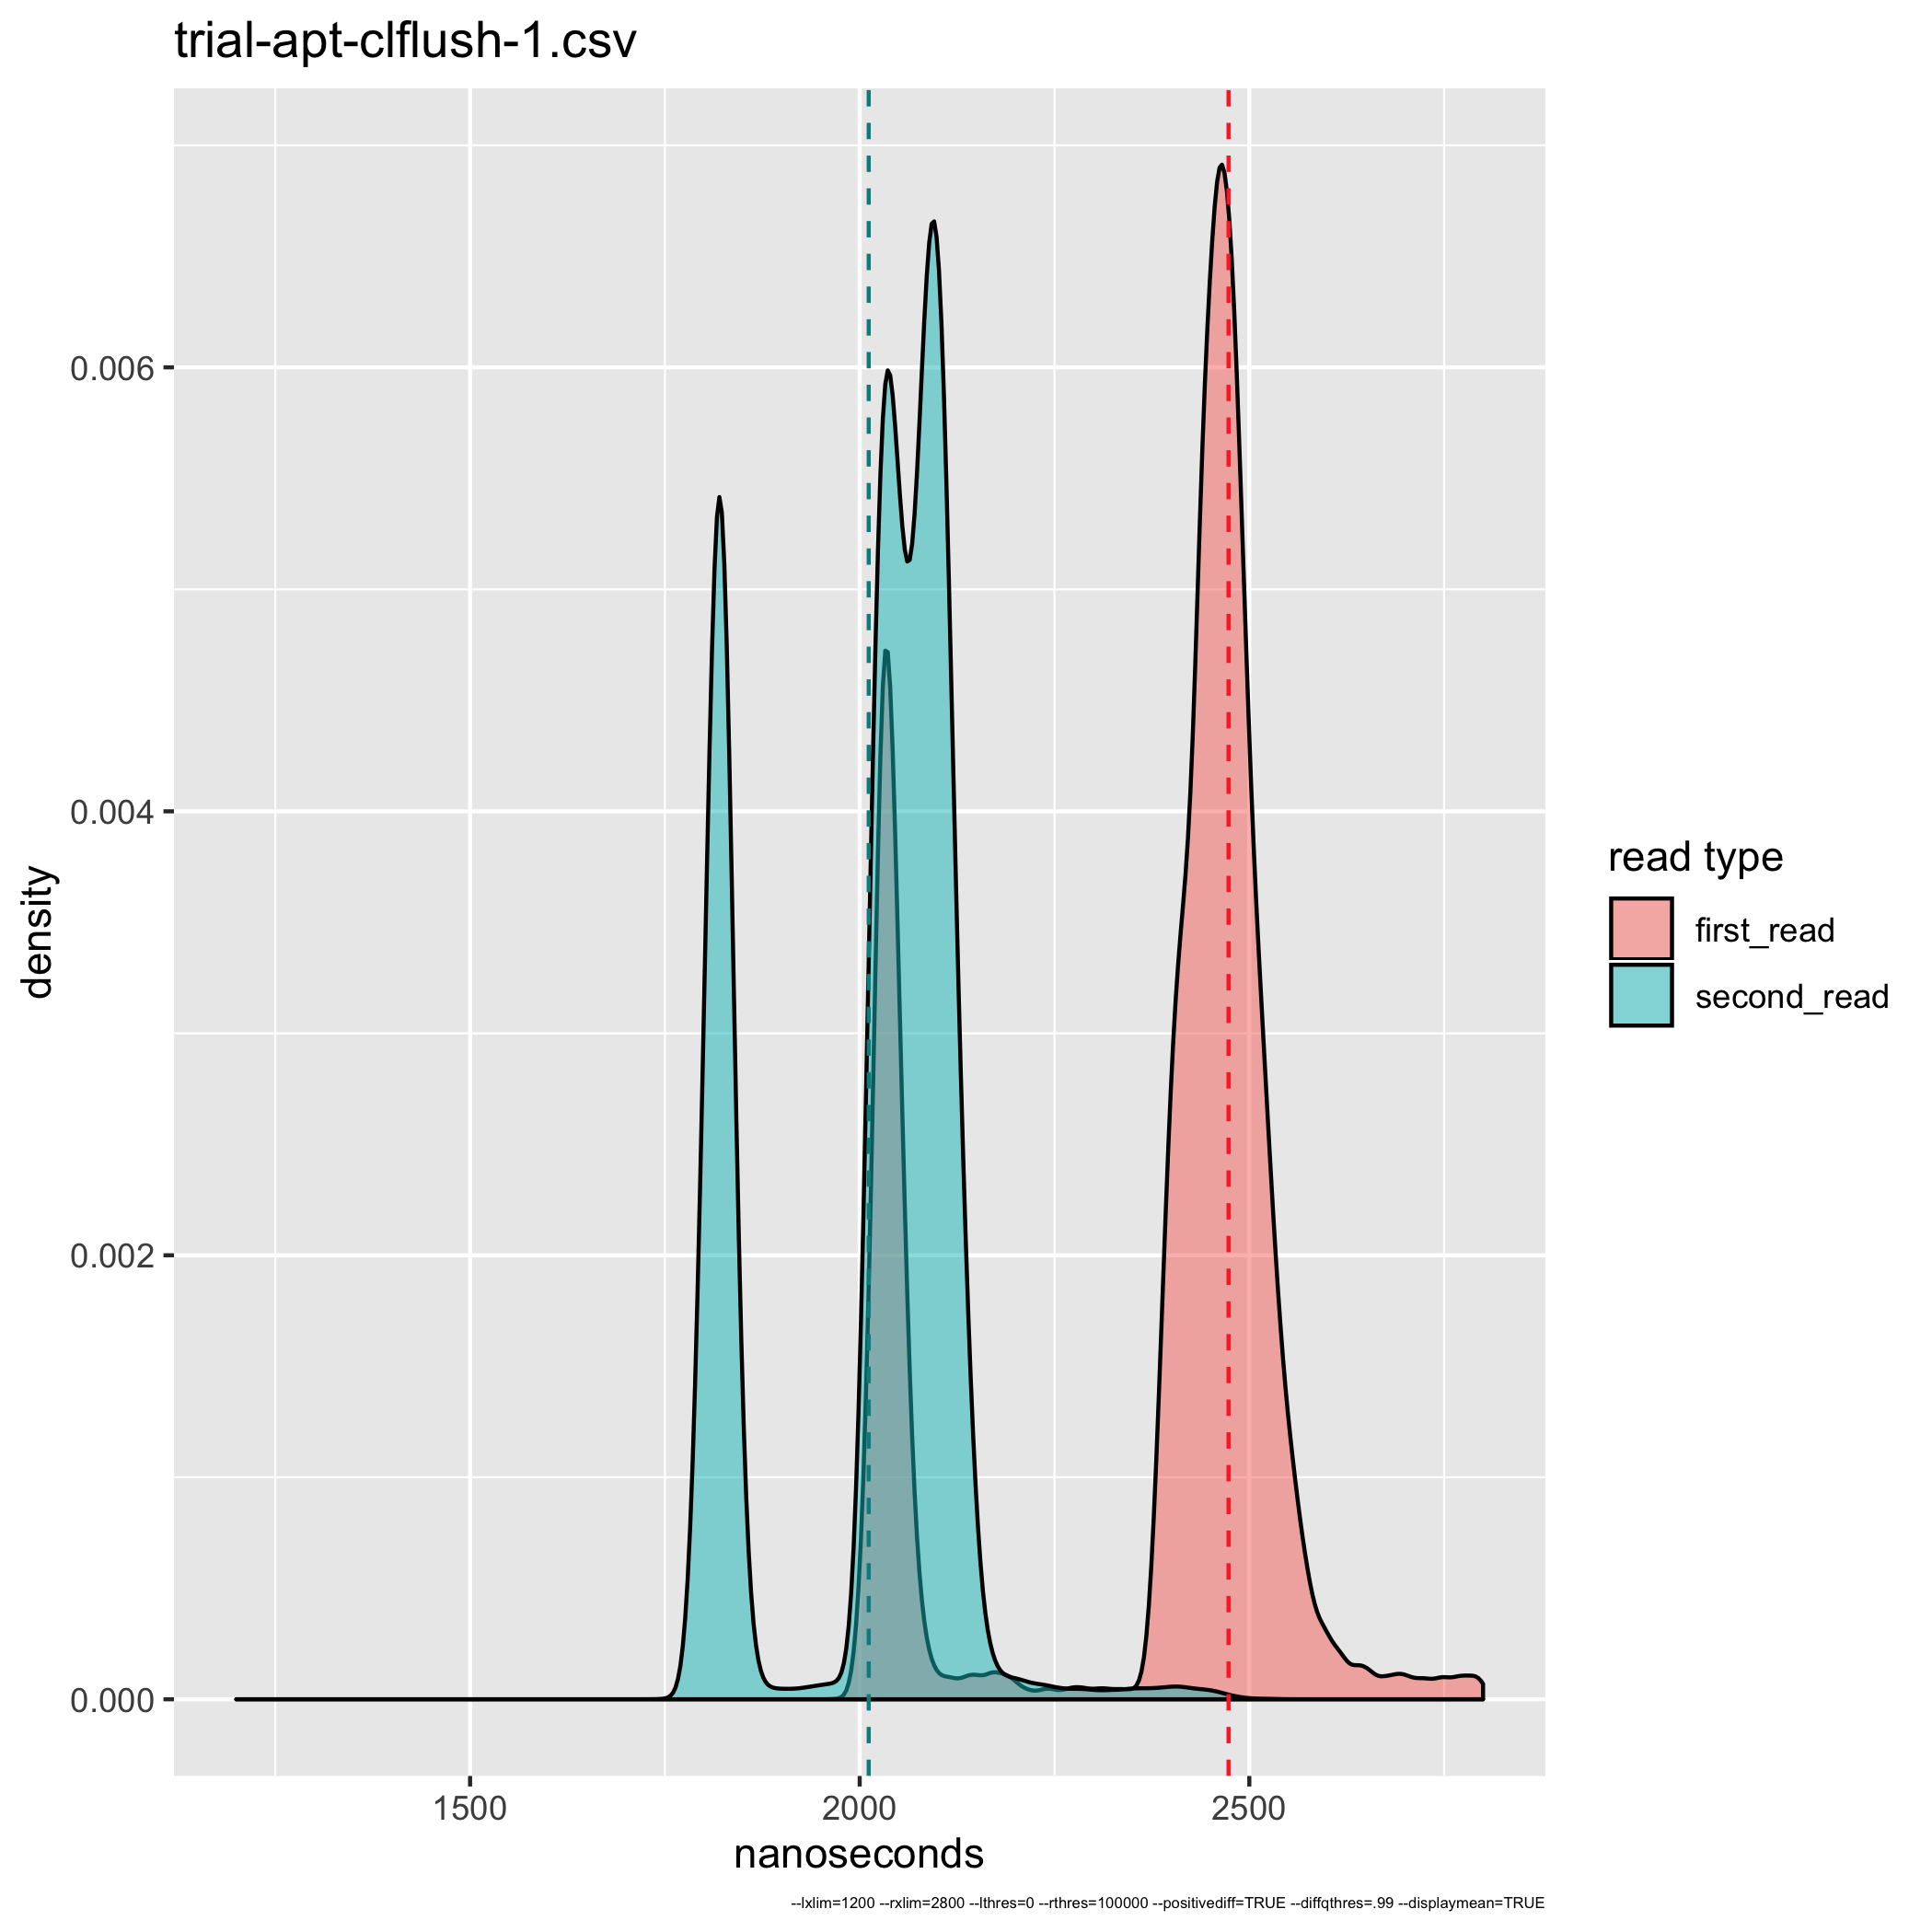 trial-apt-clflush-1.csv
density
0.006
0.004
0.002
0.000
1500 2000 2500
nanoseconds
read type
first_read
second_read
--lxlim=1200 --rxlim=2800 --lthres=0 --rthres=100000 --positivediff=TRUE --diffqthres=.99 --displaymean=TRUE